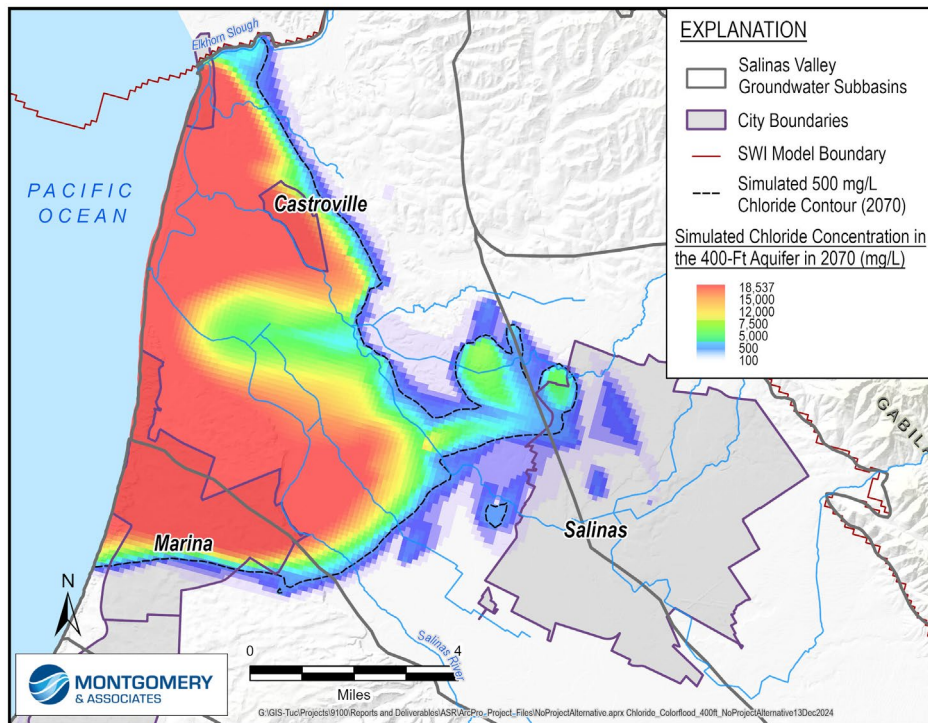 Elkhorn Slough
PACIFIC
OCEAN
Castroville
Marina
Salinas
Salinas
River
GABIL
N
0 4
Miles
MONTGOMERY
& ASSOCIATES
EXPLANATION
Salinas Valley
Groundwater Subbasins
City Boundaries
SWI Model Boundary
Simulated 500 mg/L
Chloride Contour (2070)
Simulated Chloride Concentration in
the 400-Ft Aquifer in 2070 (mg/L)
18,537
15,000
12,000
7,500
5,000
500
100
G:\GIS-Tuc\Projects\9100\Reports and Deliverables\ASR\ArcPro_Project_Files\NoProjectAlternative.aprx Chloride_Colorflood_400ft_NoProjectAlternative13Dec2024